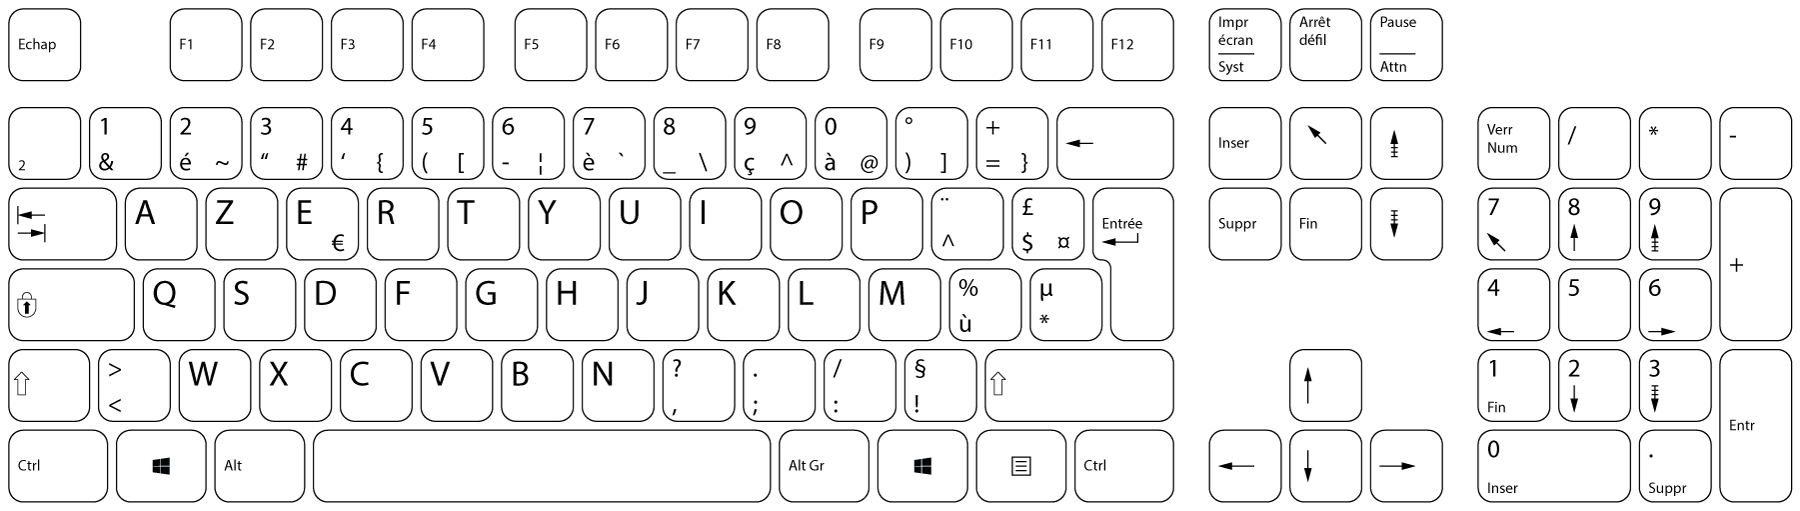 Echap F1 F2 F3 F4 F5 F6 F7 F8 F9 F10 F11 F12 Impr écran Syst Arrêt défil Pause Attn
2 1 & 2 é ~ 3 “ # 4 ‘ { 5 ( [ 6 - ¦ 7 è ` 8 _ \ 9 ç ^ 0 à @ ° ) ] + = } ← Inser ↖ ↑ Verr Num / * -
A Z E € R T Y U I O P ¨ ^ £ $ ¤ Entrée Suppr Fin ↓ 7 ↖ 8 ↑ 9 ↑ +
Q S D F G H J K L M % ù µ * 4 ← 5 6 →
⇧ > < W X C V B N ? , . ; / : § ! ⇧ ↑ 1 Fin 2 ↓ 3 ↓ Entr
Ctrl Alt Alt Gr Ctrl ← ↓ → 0 Inser . Suppr